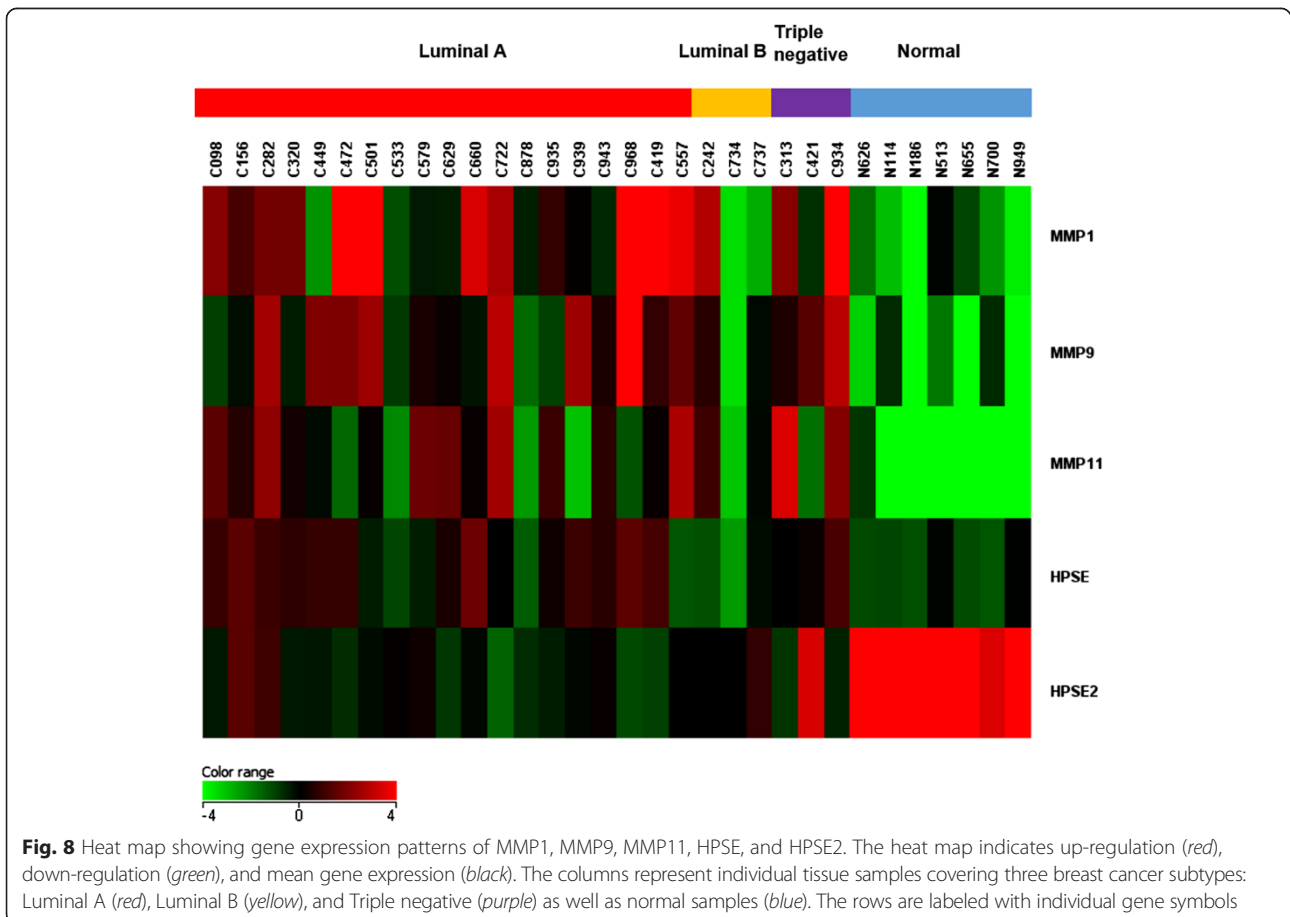 Luminal A
Luminal B
Triple negative
Normal
C098 C156 C282 C320 C449 C472 C501 C533 C579 C629 C660 C722 C878 C935 C939 C943 C968 C419 C557 C242 C734 C737 C313 C421 C934 N626 N114 N186 N513 N655 N700 N949
MMP1
MMP9
MMP11
HPSE
HPSE2
Color range
-4 0 4
Fig. 8 Heat map showing gene expression patterns of MMP1, MMP9, MMP11, HPSE, and HPSE2. The heat map indicates up-regulation (red),
down-regulation (green), and mean gene expression (black). The columns represent individual tissue samples covering three breast cancer subtypes:
Luminal A (red), Luminal B (yellow), and Triple negative (purple) as well as normal samples (blue). The rows are labeled with individual gene symbols